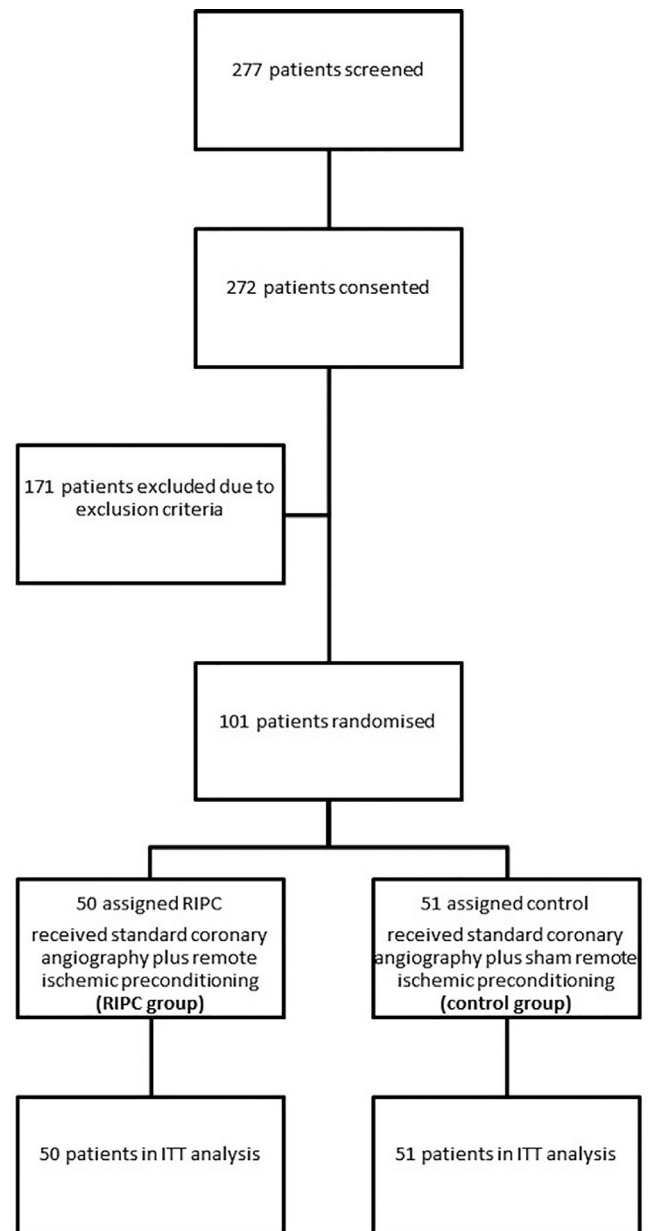 277 patients screened
272 patients consented
171 patients excluded due to
exclusion criteria
101 patients randomised
50 assigned RIPC
received standard coronary
angiography plus remote
ischemic preconditioning
(RIPC group)
51 assigned control
received standard coronary
angiography plus sham remote
ischemic preconditioning
(control group)
50 patients in ITT analysis
51 patients in ITT analysis